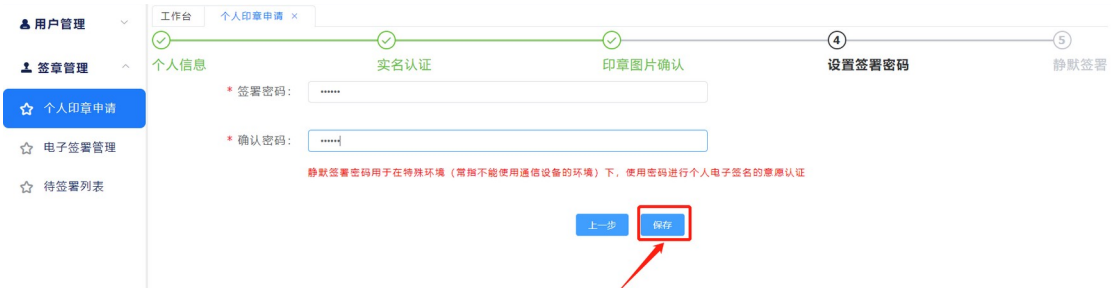 用户管理
签章管理
个人印章申请
电子签署管理
待签署列表
工作台 个人印章申请 ×
4 5
个人信息 实名认证 印章图片确认 设置签署密码 静默签署
* 签署密码： ······
* 确认密码： ······
静默签署密码用于在特殊环境（常指不能使用通信设备的环境）下，使用密码进行个人电子签名的意愿认证
上一步 保存